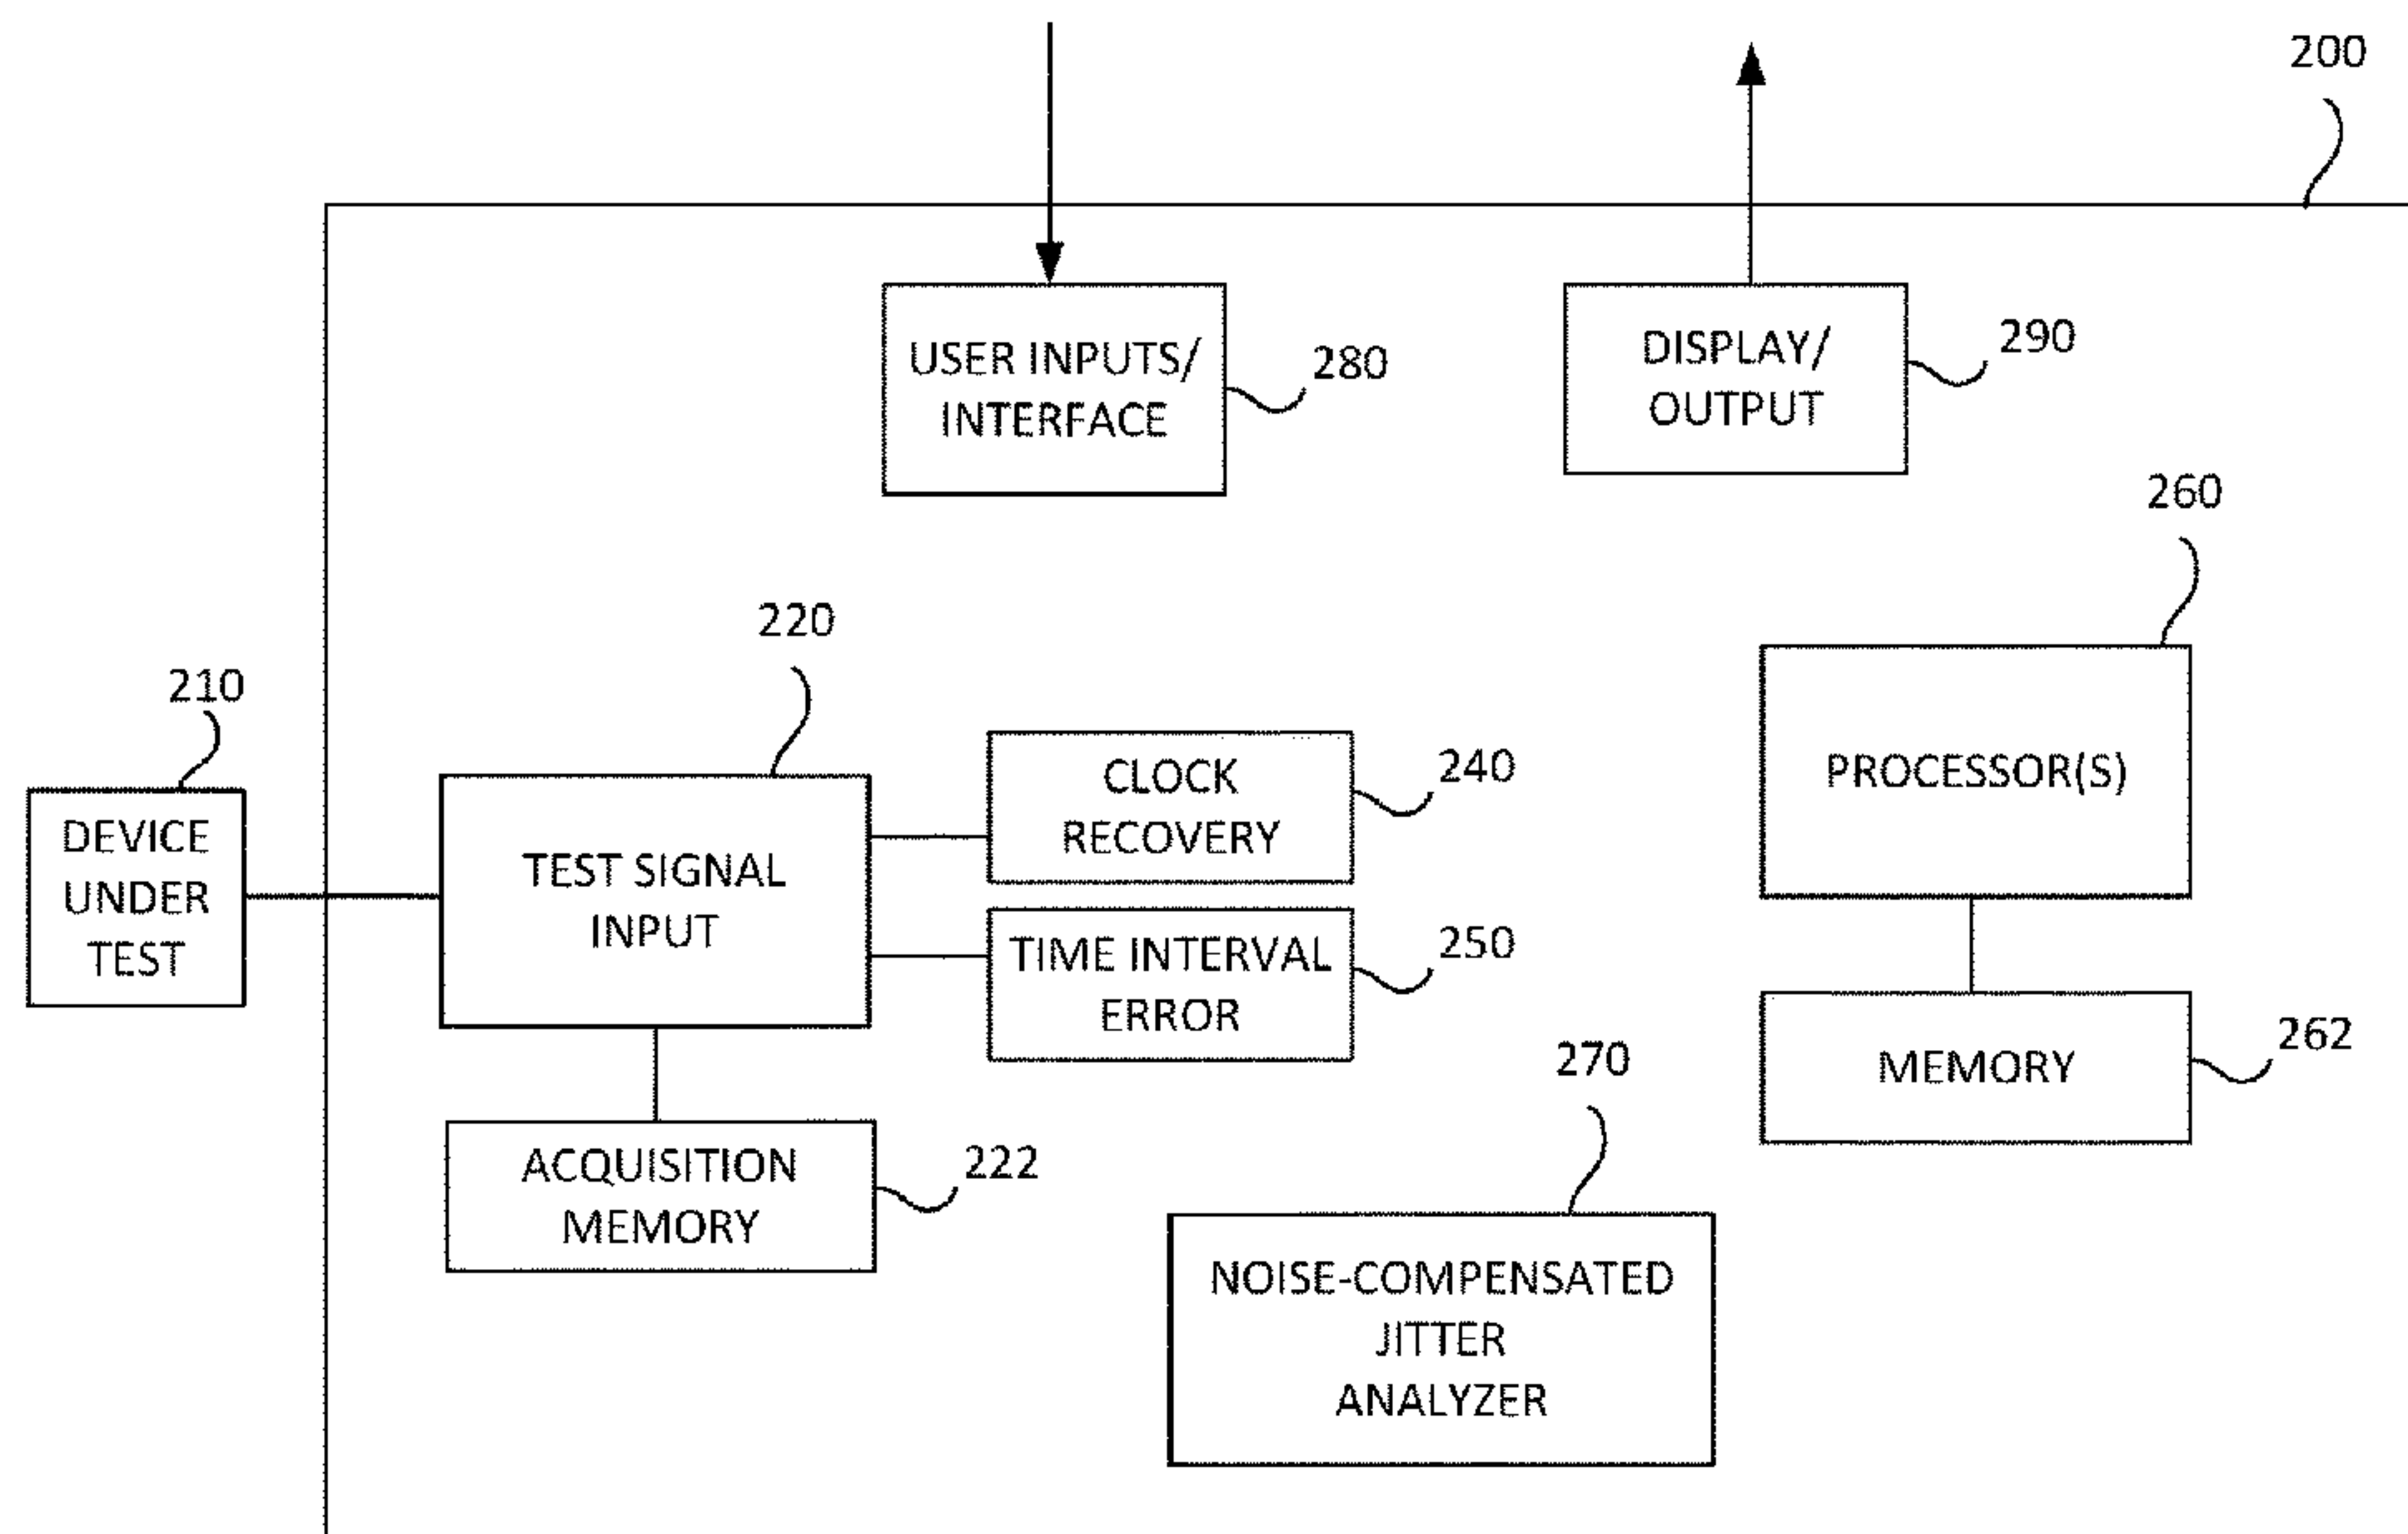 200
USER INPUTS/
INTERFACE
280
DISPLAY/
OUTPUT
290
260
220
210
PROCESSOR(S)
CLOCK
RECOVERY
240
DEVICE
UNDER
TEST
TEST SIGNAL
INPUT
TIME INTERVAL
ERROR
250
MEMORY
262
270
ACQUISITION
MEMORY
222
NOISE-COMPENSATED
JITTER
ANALYZER